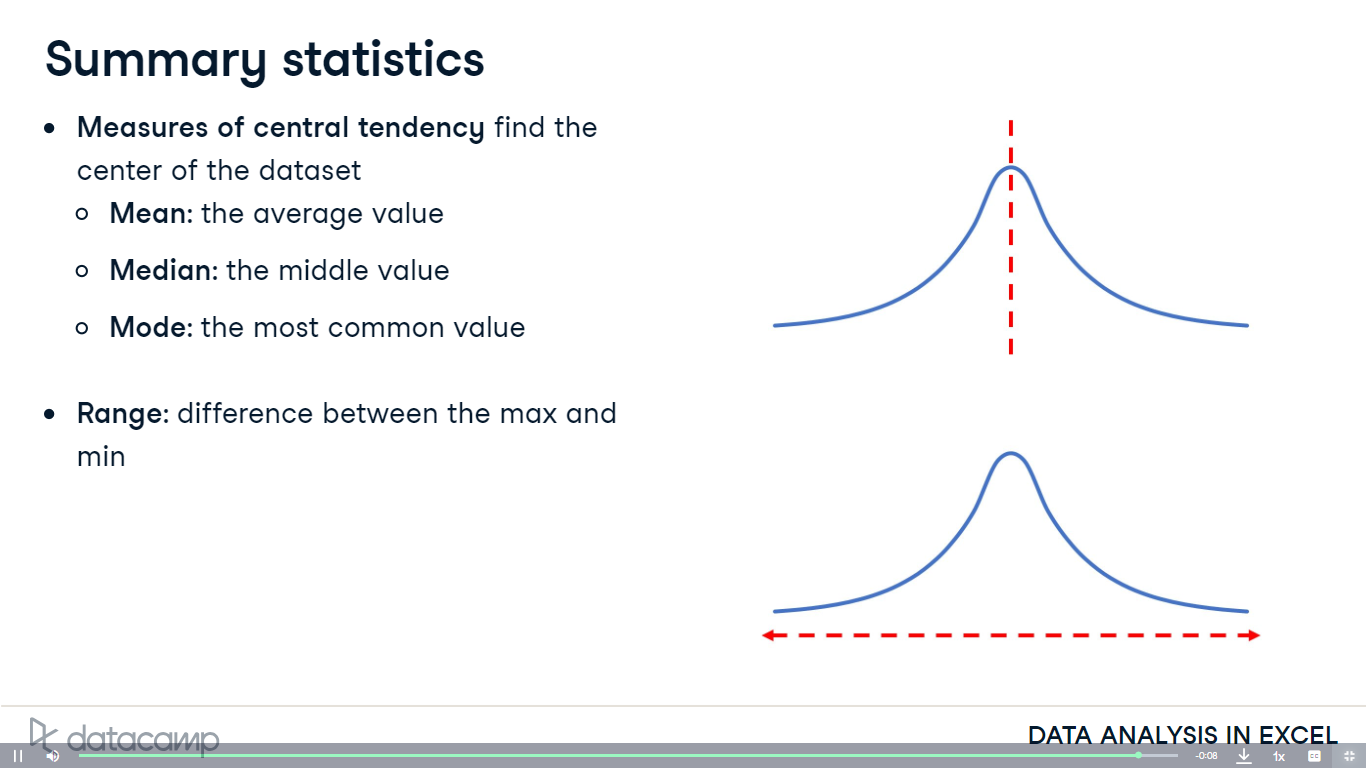 Summary statistics
Measures of central tendency find the
center of the dataset
Mean: the average value
Median: the middle value
Mode: the most common value
Range: difference between the max and
min
datacamp
DATA ANALYSIS IN EXCEL
-0:08
1x
CC